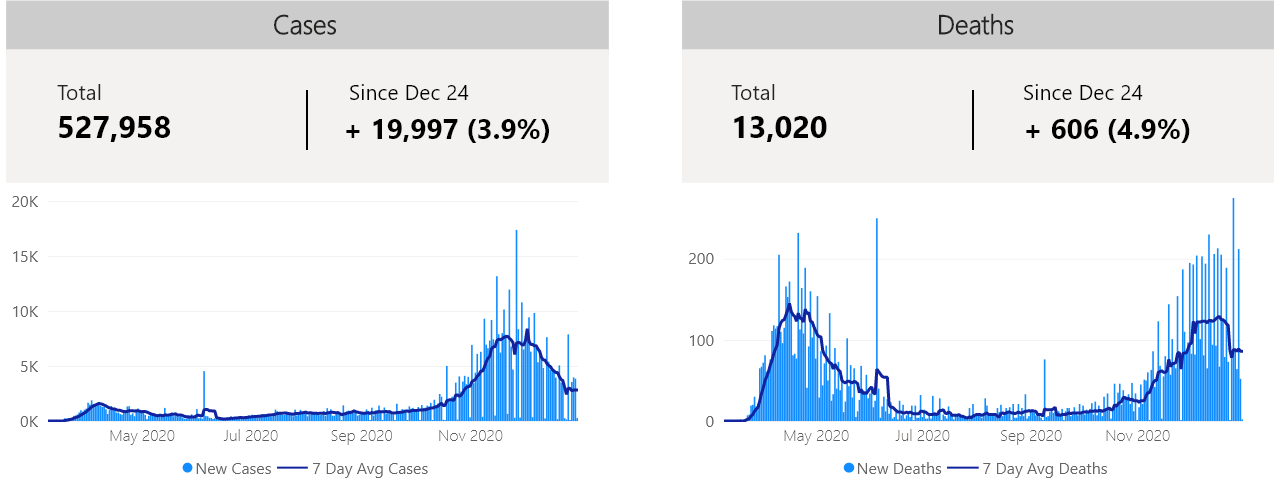 Cases
Total
527,958
Since Dec 24
+ 19,997 (3.9%)
20K
15K
10K
5K
0K
May 2020
Jul 2020
Sep 2020
Nov 2020
New Cases
7 Day Avg Cases
Deaths
Total
13,020
Since Dec 24
+ 606 (4.9%)
200
100
0
May 2020
Jul 2020
Sep 2020
Nov 2020
New Deaths
7 Day Avg Deaths